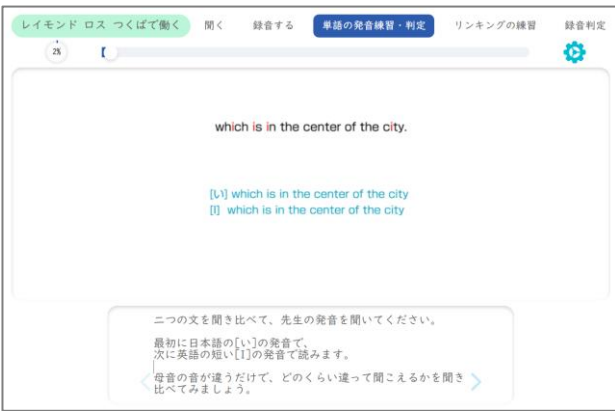 レイモンド ロス つくばで働く 聞く 録音する 単語の発音練習・判定 リンキングの練習 録音判定
2%
which is in the center of the city.
[い] which is in the center of the city
[I] which is in the center of the city
二つの文を聞き比べて、先生の発音を聞いてください。
最初に日本語の[い]の発音で、
次に英語の短い[I]の発音で読みます。
母音の音が違うだけで、どのくらい違って聞こえるかを聞き
比べてみましょう。